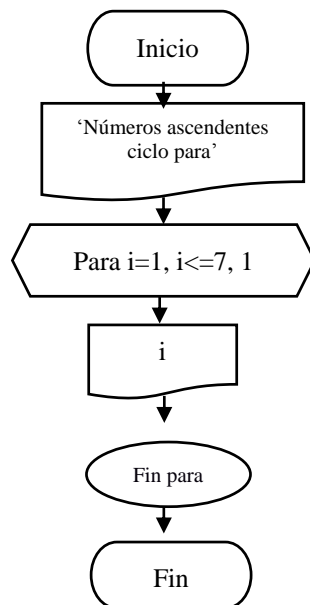 Inicio
‘Números ascendentes
ciclo para’
Para i=1, i<=7, 1
i
Fin para
Fin